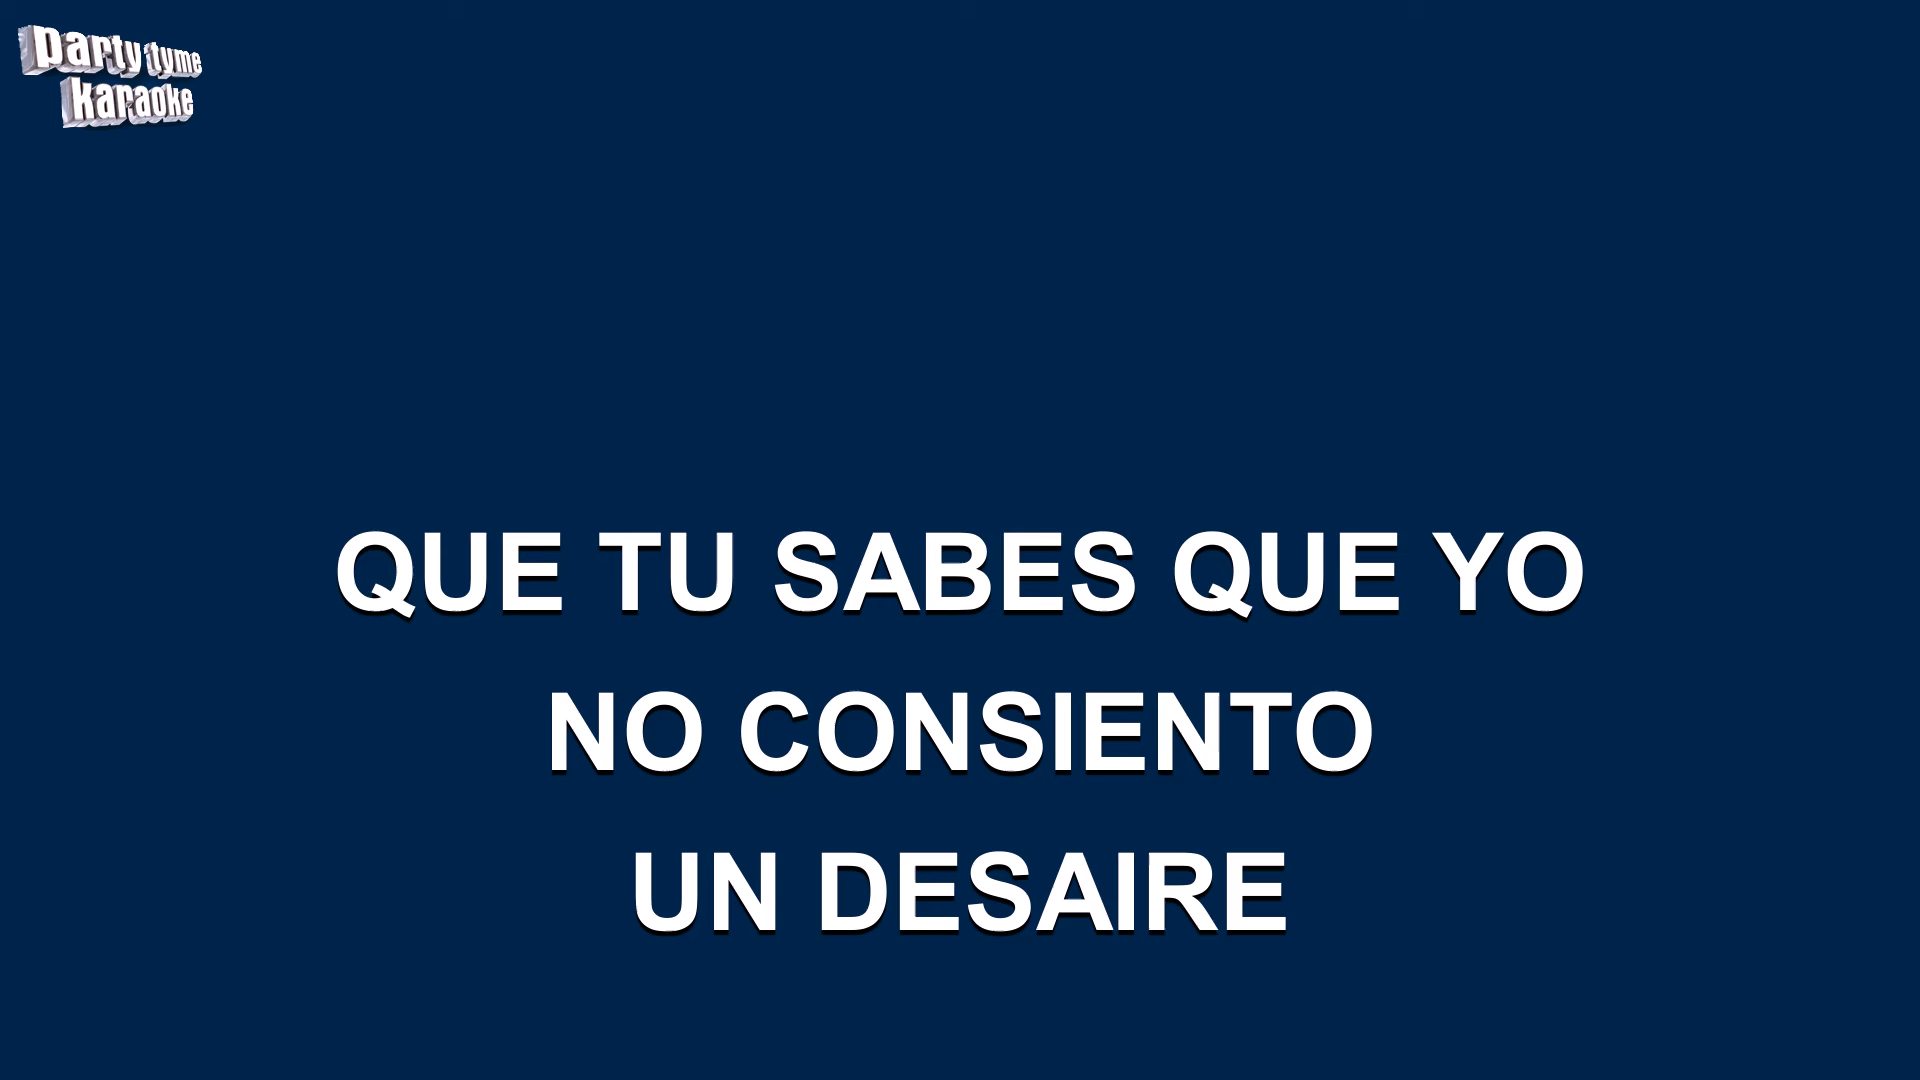 party tyme
karaoke
QUE TU SABES QUE YO
NO CONSIENTO
UN DESAIRE